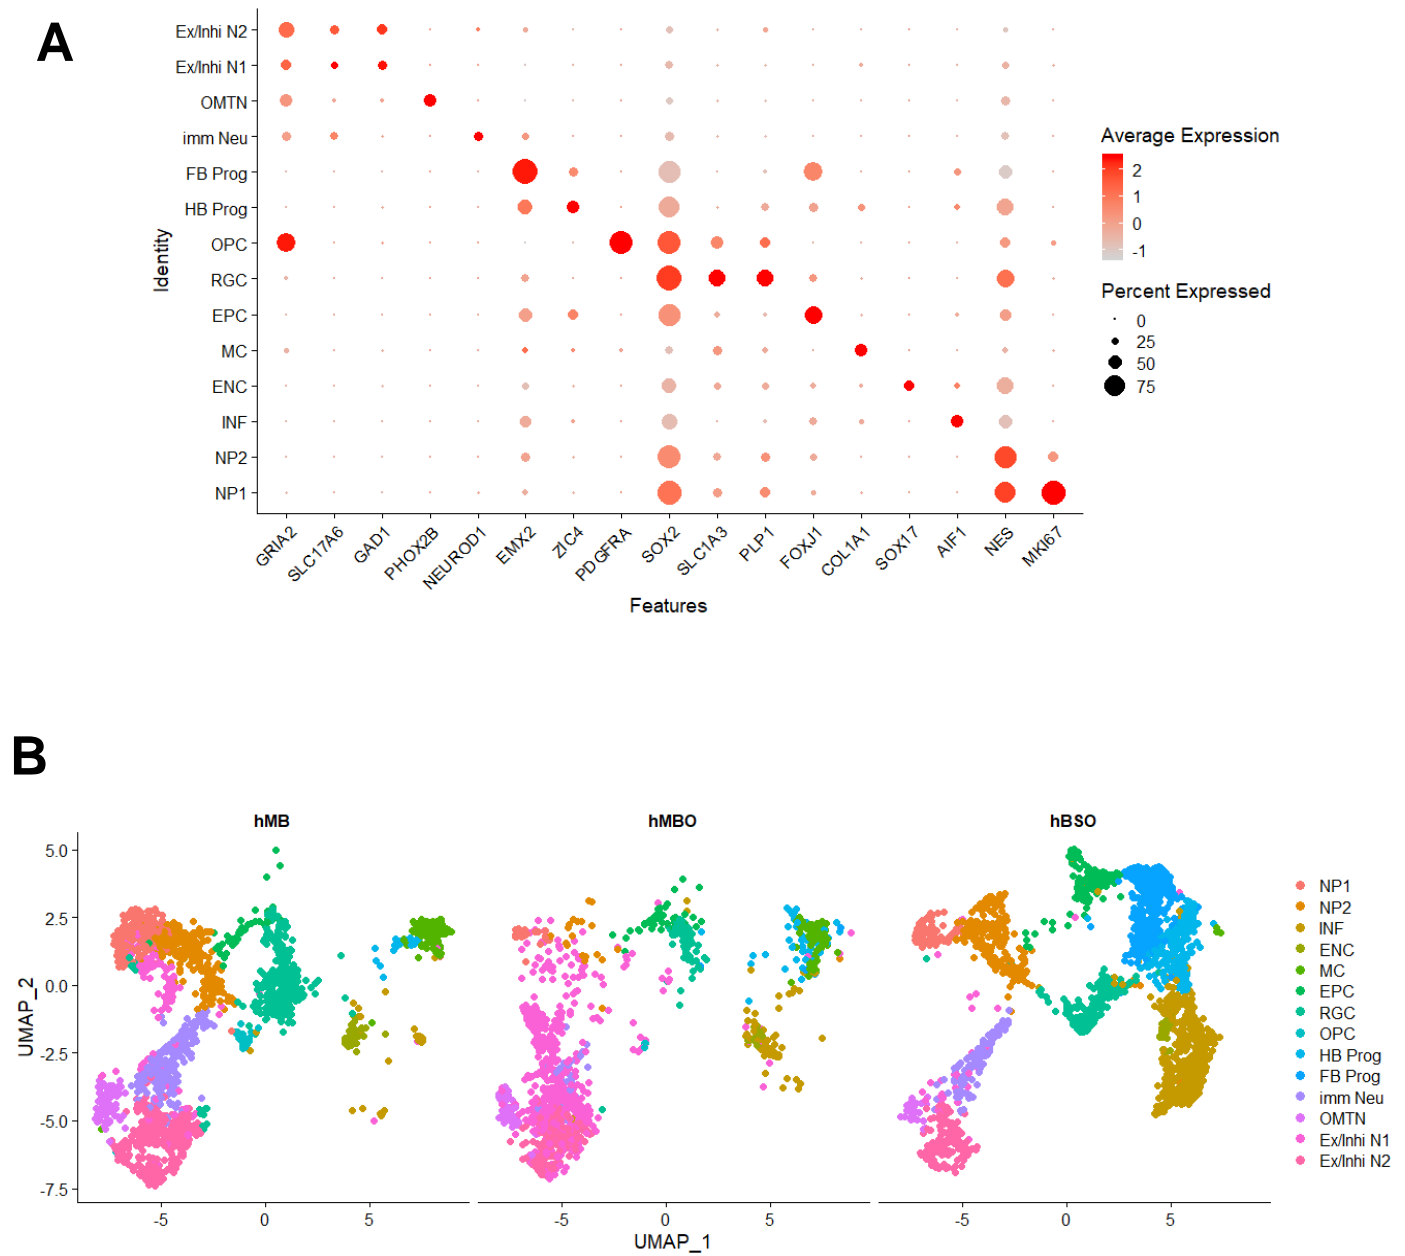 A
Ex/Inhi N2
Ex/Inhi N1
OMTN
imm Neu
FB Prog
HB Prog
OPC
RGC
EPC
MC
ENC
INF
NP2
NP1
Identity
GRIA2
SLC17A6
GAD1
PHOX2B
NEUROD1
EMX2
ZIC4
PDGFRA
SOX2
SLC1A3
PLP1
FOXJ1
COL1A1
SOX17
AIF1
NES
MKI67
Features
Average Expression
2
1
0
-1
Percent Expressed
0
25
50
75
B
hMB
hMBO
hBSO
5.0
2.5
0.0
-2.5
-5.0
-7.5
UMAP_2
-5 0 5
-5 0 5
-5 0 5
UMAP_1
NP1
NP2
INF
ENC
MC
EPC
RGC
OPC
HB Prog
FB Prog
imm Neu
OMTN
Ex/Inhi N1
Ex/Inhi N2